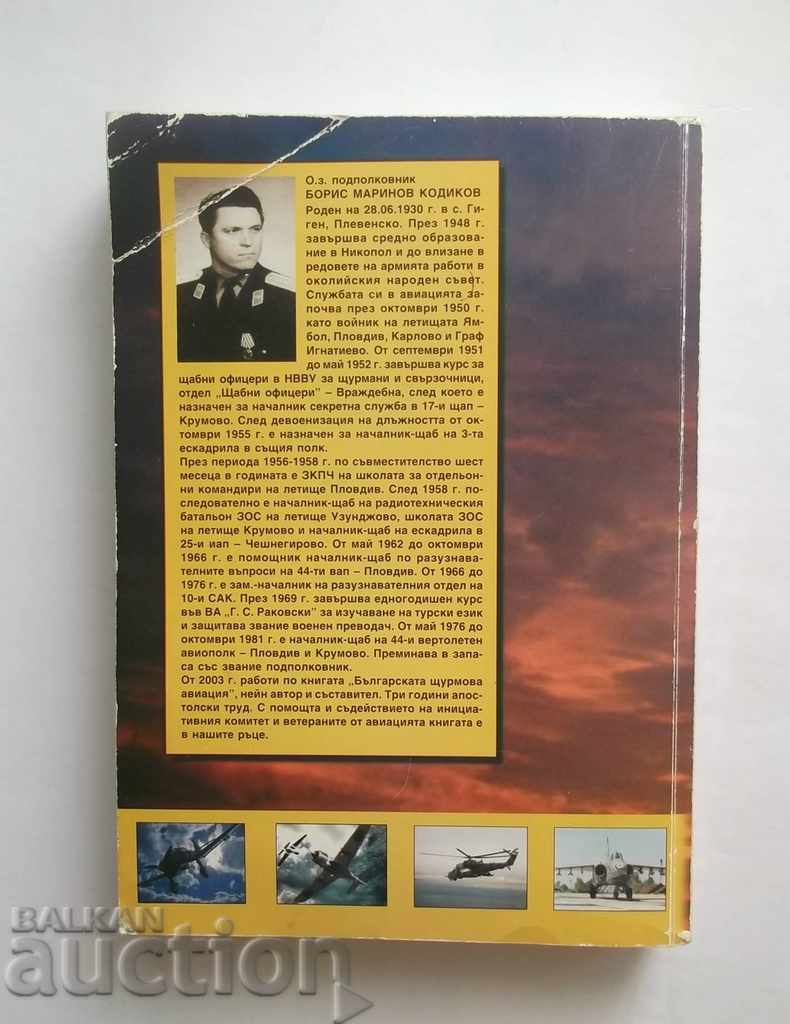 О.з. подполковник
БОРИС МАРИНОВ КОДИКОВ
Роден на 28.06.1930 г. в с. Ги-
ген, Плевенско. През 1948 г.
завършва средно образова-
ние в Никопол и до влизане в
редовете на армията работи в
околийския народен съвет.
Службата си в авиацията за-
почва през октомври 1950 г.
като войник на летищата Ям-
бол, Пловдив, Карлово и Граф
Игнатиево. От септември 1951
до май 1952 г. завършва курс за
щабни офицери в НВВУ за щурмани и свързочници,
отдел „Щабни офицери" – Враждебна, след което е
назначен за началник секретна служба в 17-и щап –
Крумово. След девоенизация на длъжността от ок-
томври 1955 г. е назначен за началник-щаб на 3-та
ескадрила в същия полк.
През периода 1956-1958 г. по съвместителство шест
месеца в годината е ЗКПЧ на школата за отдельон-
ни командири на летище Пловдив. След 1958 г. по-
следователно е началник-щаб на радиотехническия
батальон ЗОС на летище Узунджово, школата ЗОС
на летище Крумово и началник-щаб на ескадрила в
25-и иап – Чешнегирово. От май 1962 до октомври
1966 г. е помощник началник-щаб по разузнава-
телните въпроси на 44-ти вап – Пловдив. От 1966 до
1976 г. е зам.-началник на разузнавателния отдел на
10-и САК. През 1969 г. завършва едногодишен курс
във ВА „Г. С. Раковски" за изучаване на турски език
и защитава звание военен преводач. От май 1976 до
октомври 1981 г. е началник-щаб на 44-и вертолетен
авиополк – Пловдив и Крумово. Преминава в запа-
са със звание подполковник.
От 2003 г. работи по книгата „Българската щурмова
авиация", нейн автор и съставител. Три години апос-
толски труд. С помощта и съдействието на инициа-
тивния комитет и ветераните от авиацията книгата е
в нашите ръце.
BALKAN
auction